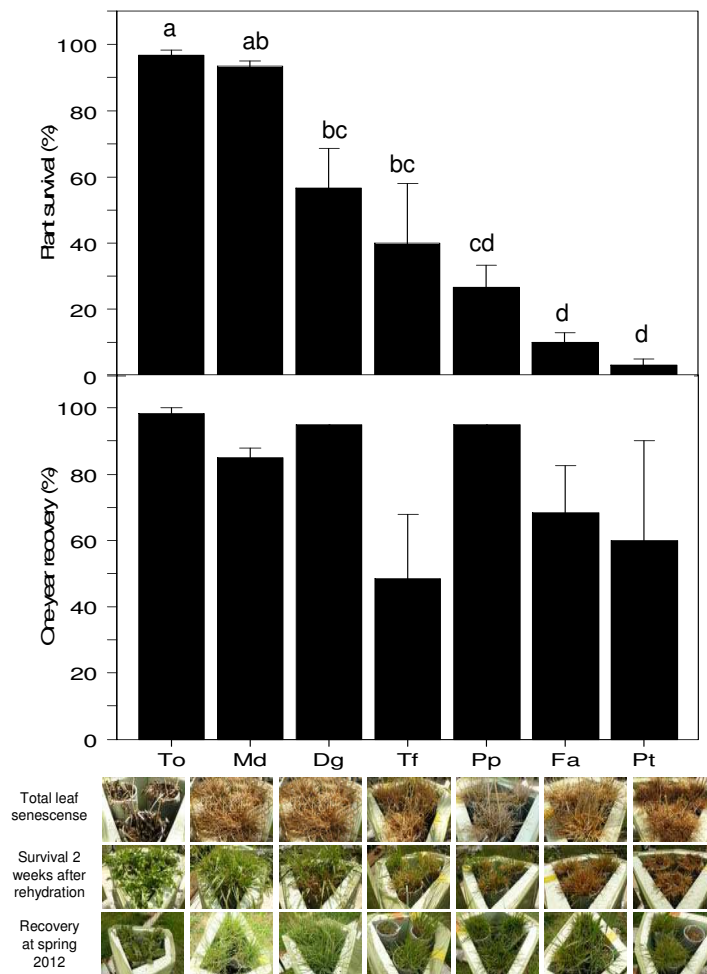 a
ab
bc
bc
cd
d
d
Plant survival (%)
100
80
60
40
20
0
One-year recovery (%)
100
80
60
40
20
0
To Md Dg Tf Pp Fa Pt
Total leaf
senescense
Survival 2
weeks after
rehydration
Recovery
at spring
2012